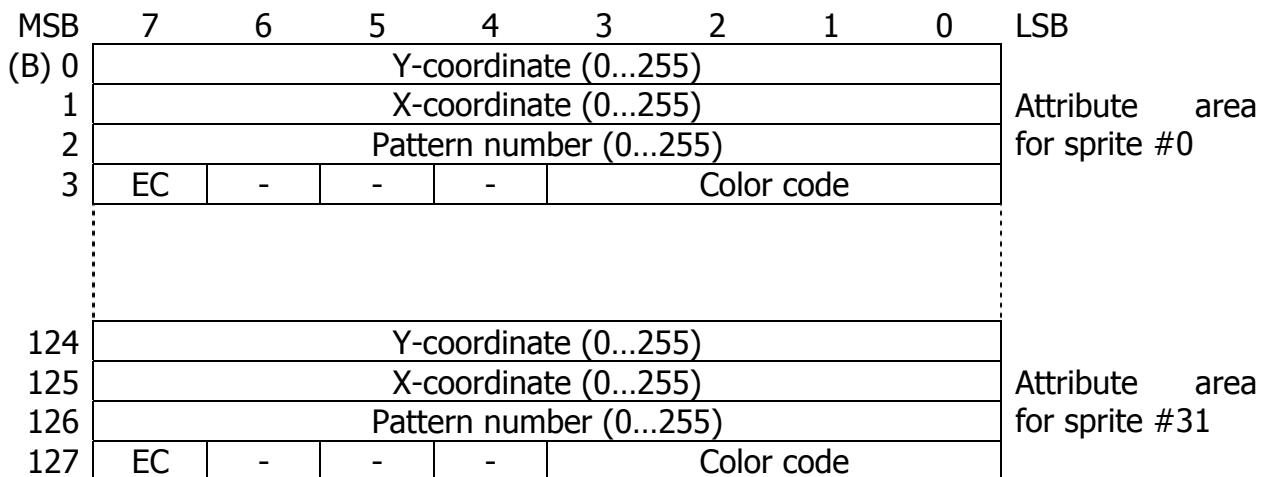 MSB 7 6 5 4 3 2 1 0 LSB
(B) 0 Y-coordinate (0…255)
1 X-coordinate (0…255) Attribute area
2 Pattern number (0…255) for sprite #0
3 EC - - - Color code
124 Y-coordinate (0…255)
125 X-coordinate (0…255) Attribute area
126 Pattern number (0…255) for sprite #31
127 EC - - - Color code